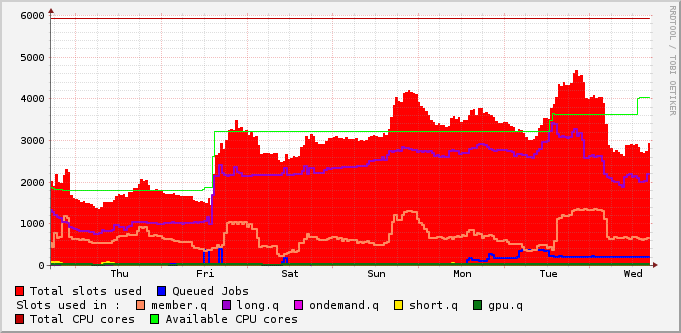 6000
5000
4000
3000
2000
1000
0
Thu Fri Sat Sun Mon Tue Wed
Total slots used Queued Jobs
Slots used in : member.q long.q ondemand.q short.q gpu.q
Total CPU cores Available CPU cores
RRDTOOL / TOBI OETIKER